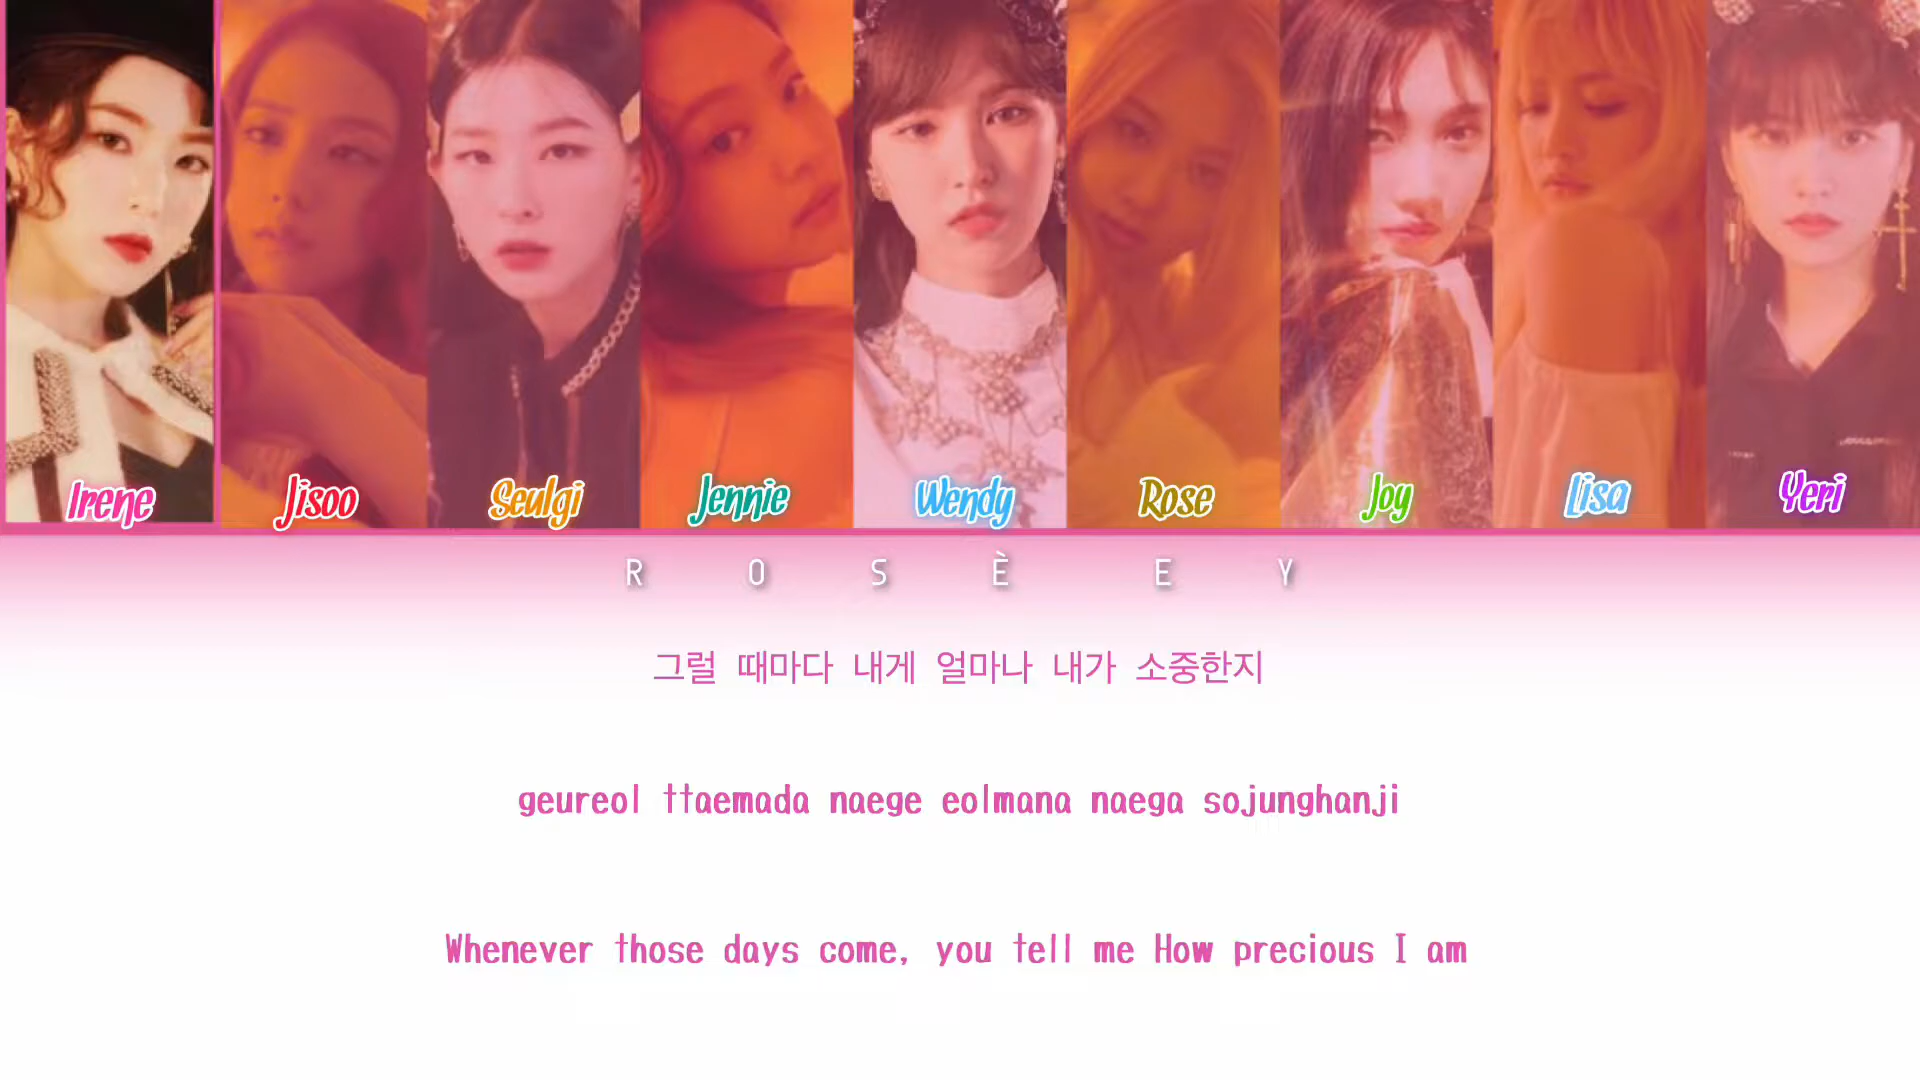 Irene Jisoo Seulgi Jennie Wendy Rose Joy Lisa Yeri
ROSÈ EY
그럴 때마다 내게 얼마나 내가 소중한지
geureol ttaemada naege eolmana naega sojunghanji
Whenever those days come, you tell me How precious I am